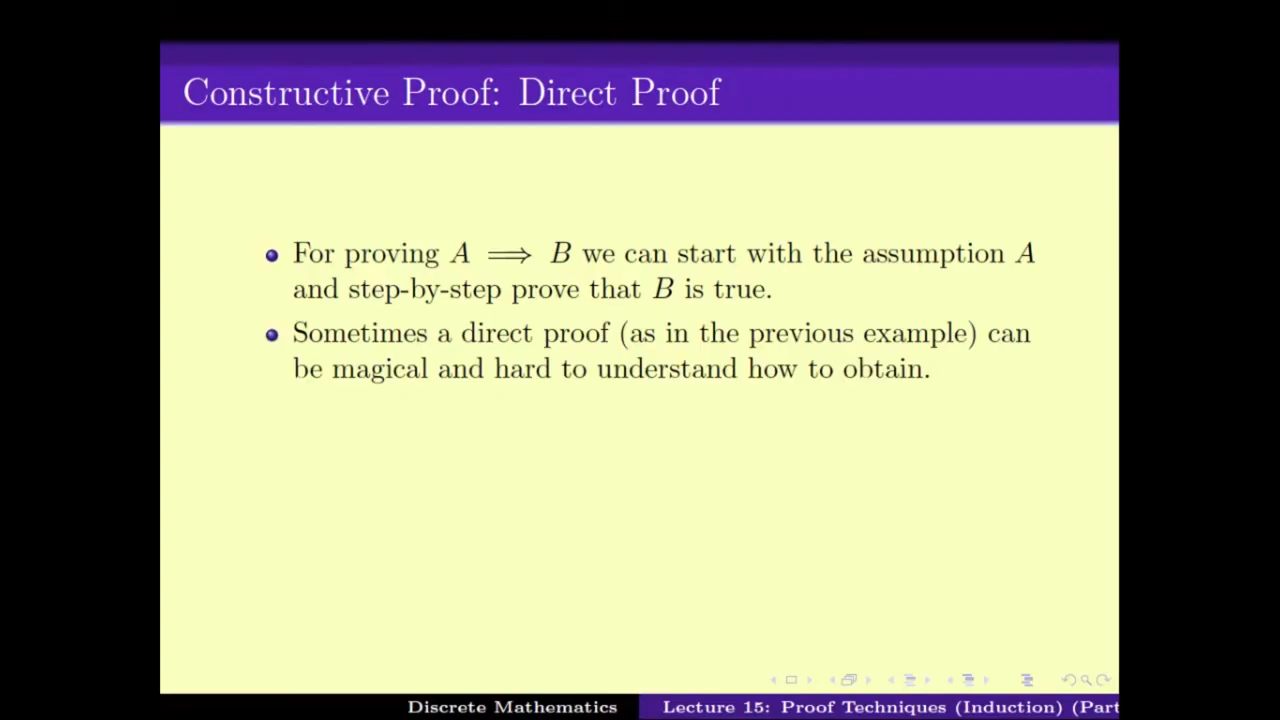 Constructive Proof: Direct Proof
For proving A ⟹ B we can start with the assumption A
and step-by-step prove that B is true.
Sometimes a direct proof (as in the previous example) can
be magical and hard to understand how to obtain.
Discrete Mathematics
Lecture 15: Proof Techniques (Induction) (Part